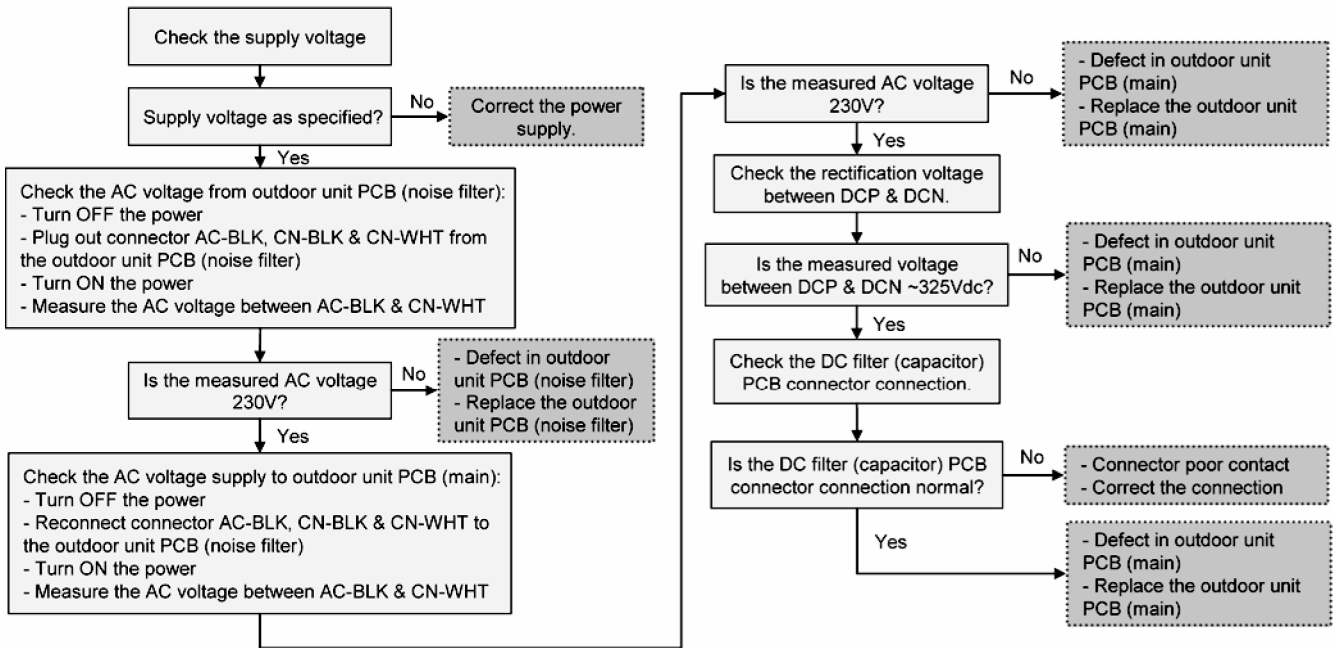 Check the supply voltage
Supply voltage as specified?
No
Correct the power
supply.
Yes
Check the AC voltage from outdoor unit PCB (noise filter):
- Turn OFF the power
- Plug out connector AC-BLK, CN-BLK & CN-WHT from
the outdoor unit PCB (noise filter)
- Turn ON the power
- Measure the AC voltage between AC-BLK & CN-WHT
Is the measured AC voltage
230V?
No
- Defect in outdoor
unit PCB (noise filter)
- Replace the outdoor
unit PCB (noise filter)
Yes
Check the AC voltage supply to outdoor unit PCB (main):
- Turn OFF the power
- Reconnect connector AC-BLK, CN-BLK & CN-WHT to
the outdoor unit PCB (noise filter)
- Turn ON the power
- Measure the AC voltage between AC-BLK & CN-WHT
Is the measured AC voltage
230V?
No
- Defect in outdoor unit
PCB (main)
- Replace the outdoor unit
PCB (main)
Yes
Check the rectification voltage
between DCP & DCN.
Is the measured voltage
between DCP & DCN ~325Vdc?
No
- Defect in outdoor unit
PCB (main)
- Replace the outdoor unit
PCB (main)
Yes
Check the DC filter (capacitor)
PCB connector connection.
Is the DC filter (capacitor) PCB
connector connection normal?
No
- Connector poor contact
- Correct the connection
Yes
- Defect in outdoor unit
PCB (main)
- Replace the outdoor unit
PCB (main)